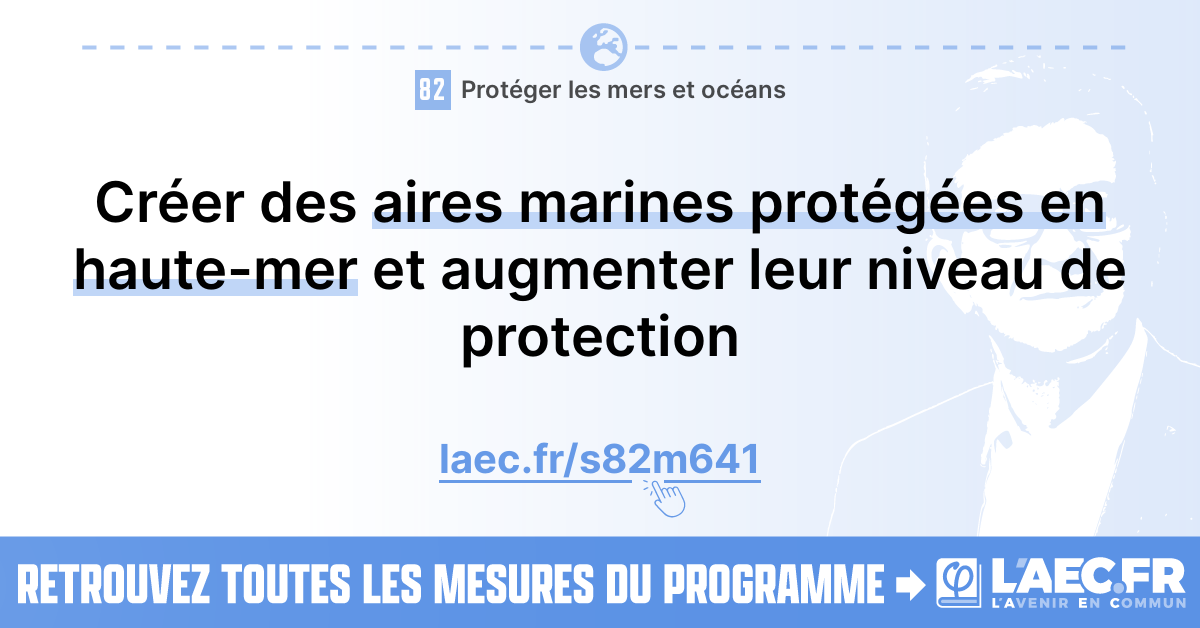 82 Protéger les mers et océans
Créer des aires marines protégées en
haute-mer et augmenter leur niveau de
protection
laec.fr/s82m641
RETROUVEZ TOUTES LES MESURES DU PROGRAMME
L'AEC.FR
L'AVENIR EN COMMUN